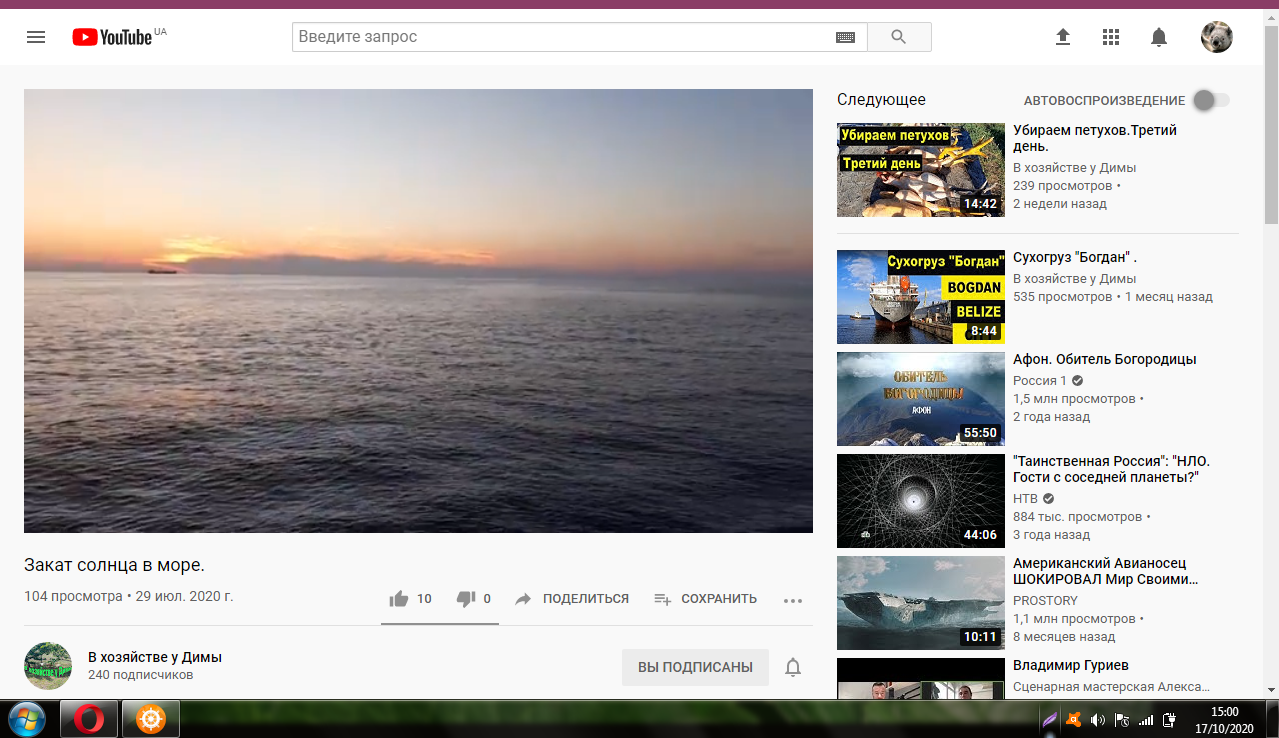 YouTube UA
Введите запрос
Следующее
АВТОВОСПРОИЗВЕДЕНИЕ
Убираем петухов
Третий день
14:42
Убираем петухов.Третий
день.
В хозяйстве у Димы
239 просмотров •
2 недели назад
Сухогруз "Богдан"
BOGDAN
BELIZE
8:44
Сухогруз "Богдан" .
В хозяйстве у Димы
535 просмотров • 1 месяц назад
ОБИТЕЛЬ
БОГОРОДИЦЫ
АФОН
55:50
Афон. Обитель Богородицы
Россия 1
1,5 млн просмотров •
2 года назад
44:06
"Таинственная Россия": "НЛО.
Гости с соседней планеты?"
НТВ
884 тыс. просмотров •
3 года назад
10:11
Американский Авианосец
ШОКИРОВАЛ Мир Своими…
PROSTORY
1,1 млн просмотров •
8 месяцев назад
Владимир Гуриев
Сценарная мастерская Алекса…
Закат солнца в море.
104 просмотра • 29 июл. 2020 г.
10
0
ПОДЕЛИТЬСЯ
СОХРАНИТЬ
В хозяйстве у Димы
240 подписчиков
ВЫ ПОДПИСАНЫ
15:00
17/10/2020